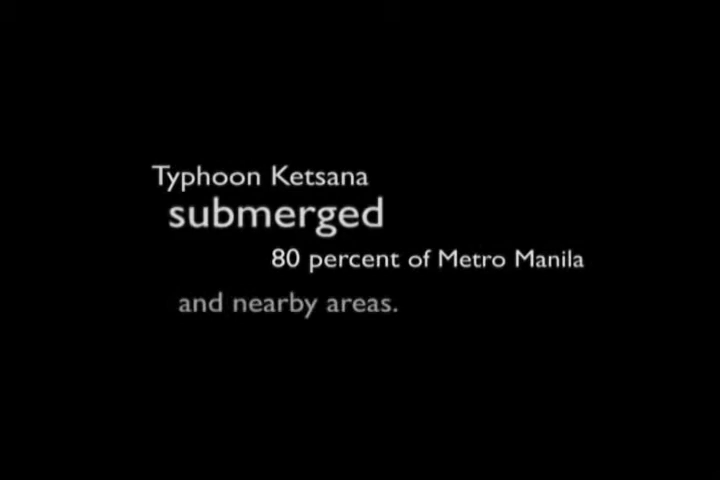 Typhoon Ketsana
submerged
80 percent of Metro Manila
and nearby areas.